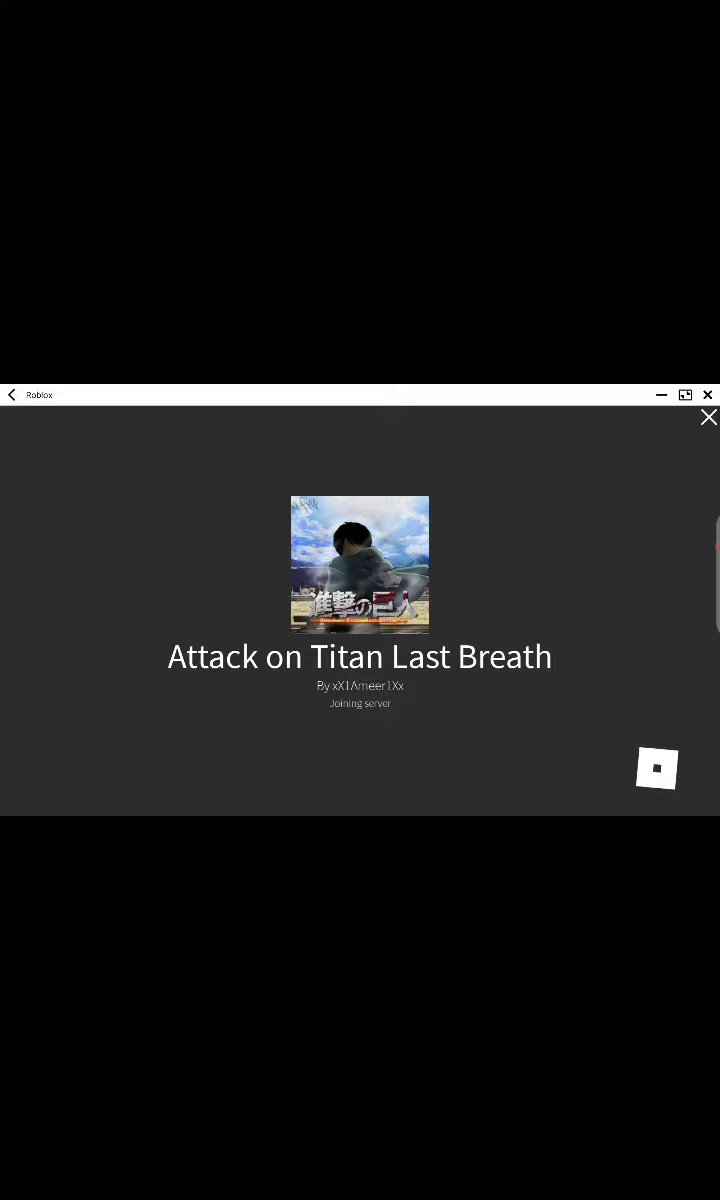 Roblox
進撃の巨人
Attack on Titan Last Breath
By xX1Ameer1Xx
Joining server